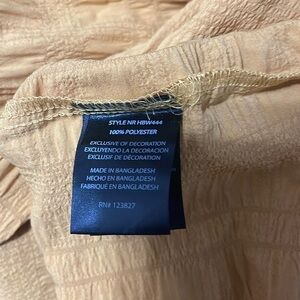 STYLE NR HBW444
100% POLYESTER
EXCLUSIVE OF DECORATION
EXCLUYENDO LA DECORACION
EXCLUSIF DE DECORATION
MADE IN BANGLADESH
HECHO EN BANGLADESH
FABRIQUÉ EN BANGLADESH
RN# 123827